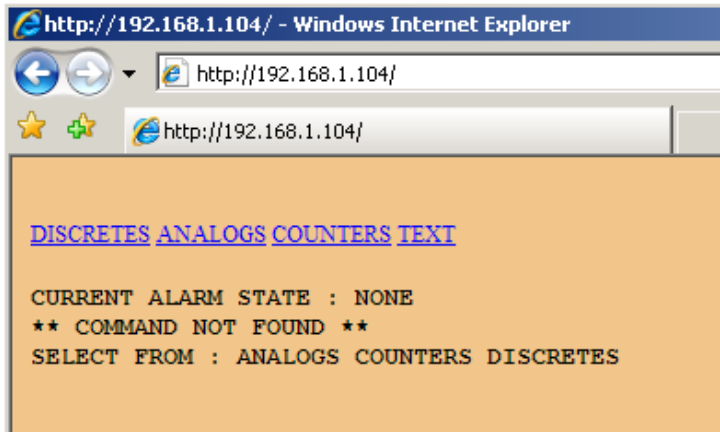 http://192.168.1.104/ - Windows Internet Explorer
http://192.168.1.104/
http://192.168.1.104/
DISCRETES ANALOGS COUNTERS TEXT
CURRENT ALARM STATE : NONE
** COMMAND NOT FOUND **
SELECT FROM : ANALOGS COUNTERS DISCRETES